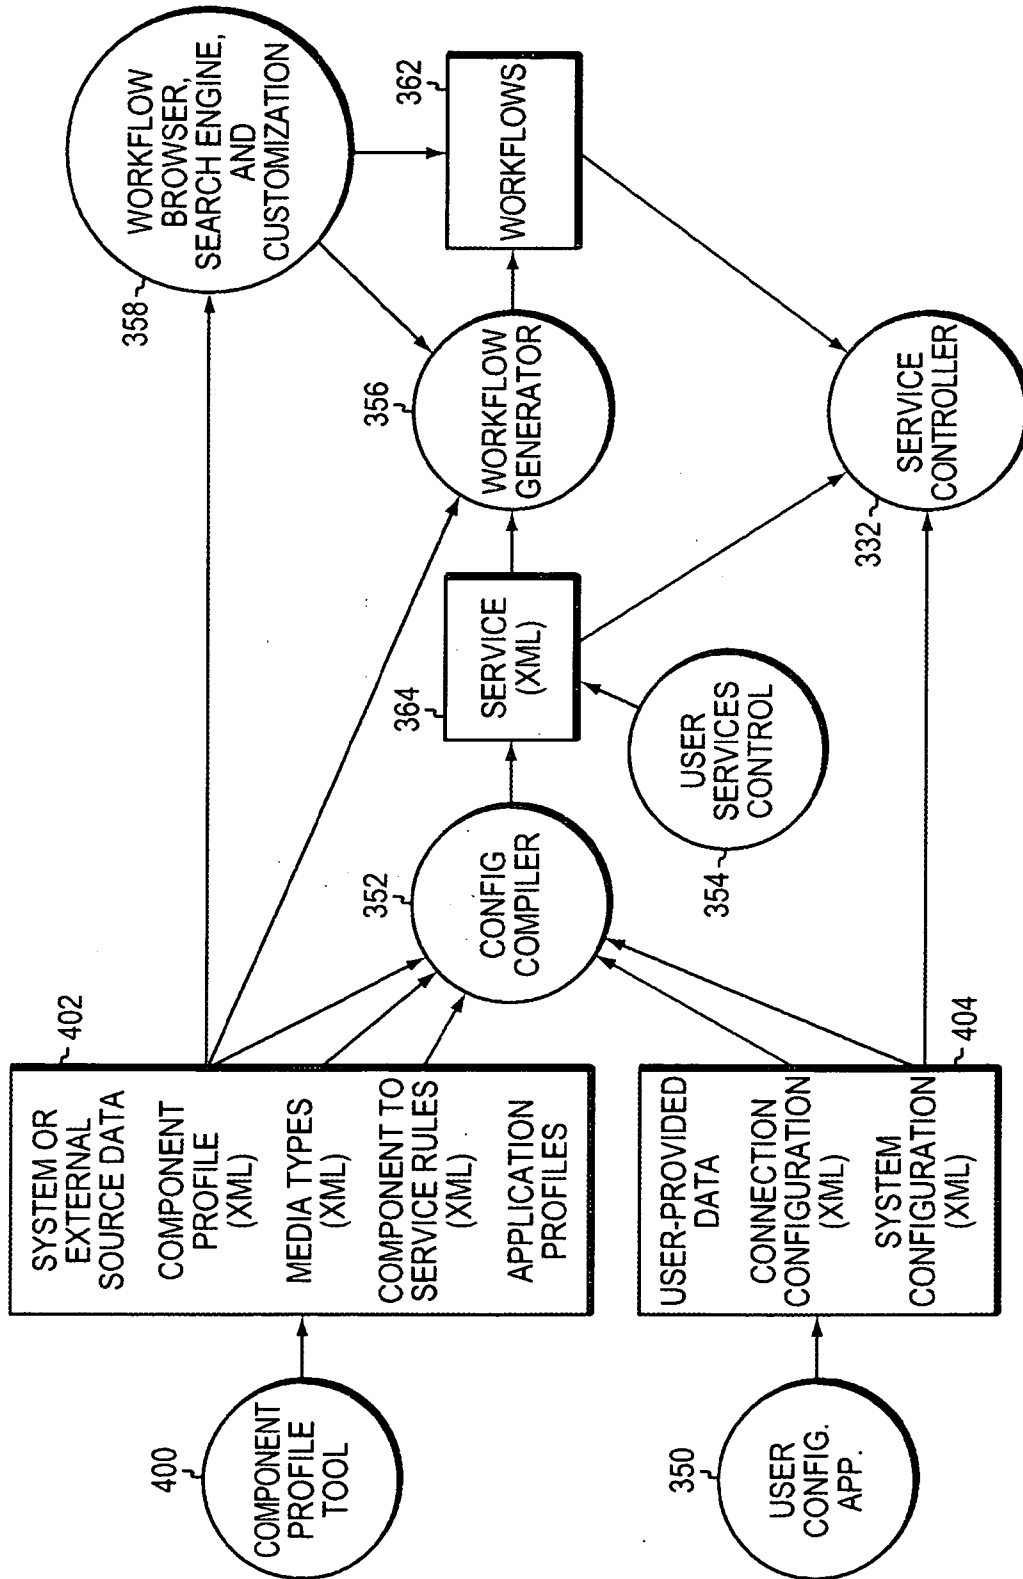 400
COMPONENT
PROFILE
TOOL
402
SYSTEM OR
EXTERNAL
SOURCE DATA
COMPONENT
PROFILE
(XML)
MEDIA TYPES
(XML)
COMPONENT TO
SERVICE RULES
(XML)
APPLICATION
PROFILES
350
USER
CONFIG.
APP.
404
USER-PROVIDED
DATA
CONNECTION
CONFIGURATION
(XML)
SYSTEM
CONFIGURATION
(XML)
352
CONFIG
COMPILER
354
USER
SERVICES
CONTROL
364
SERVICE
(XML)
356
WORKFLOW
GENERATOR
358
WORKFLOW
BROWSER,
SEARCH ENGINE,
AND
CUSTOMIZATION
362
WORKFLOWS
332
SERVICE
CONTROLLER